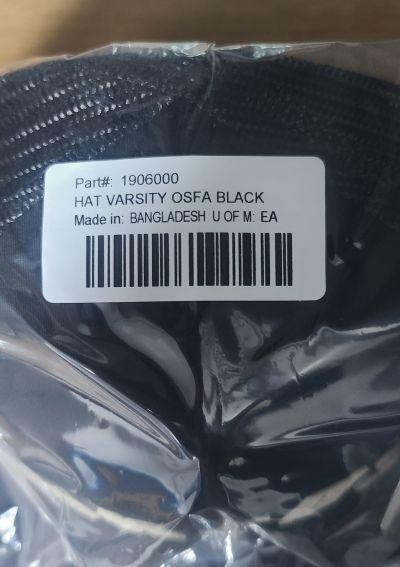 Part#: 1906000
HAT VARSITY OSFA BLACK
Made in: BANGLADESH U OF M: EA